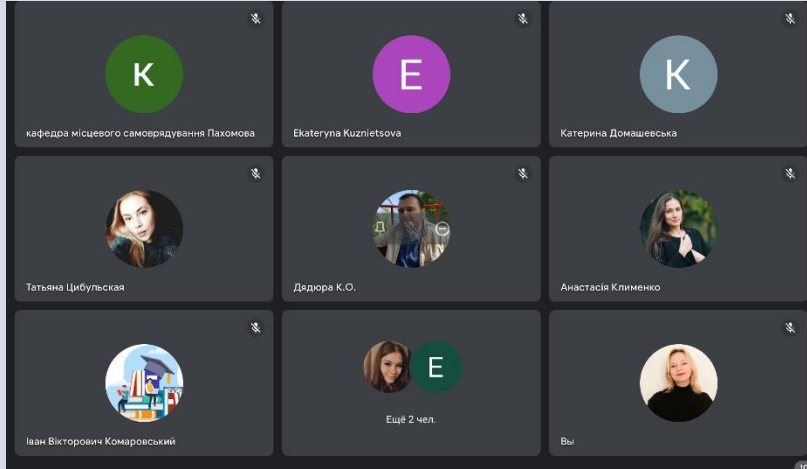 К
кафедра місцевого самоврядування Пахомова
E
Ekateryna Kuznietsova
К
Катерина Домашевська
Татьяна Цибульская
Дядюра К.О.
Анастасія Клименко
Іван Вікторович Комаровський
E
Ещё 2 чел.
Вы